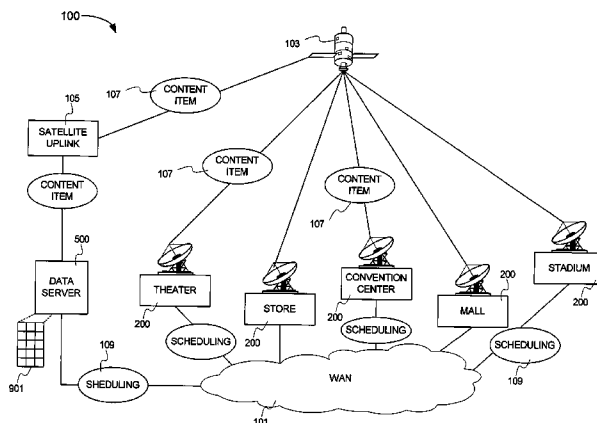 100
103
107
CONTENT
ITEM
105
SATELLITE
UPLINK
CONTENT
ITEM
107
CONTENT
ITEM
CONTENT
ITEM
107
500
DATA
SERVER
THEATER
200
STORE
200
CONVENTION
CENTER
200
MALL
200
STADIUM
200
901
109
SHEDULING
SCHEDULING
SCHEDULING
SCHEDULING
109
WAN
101